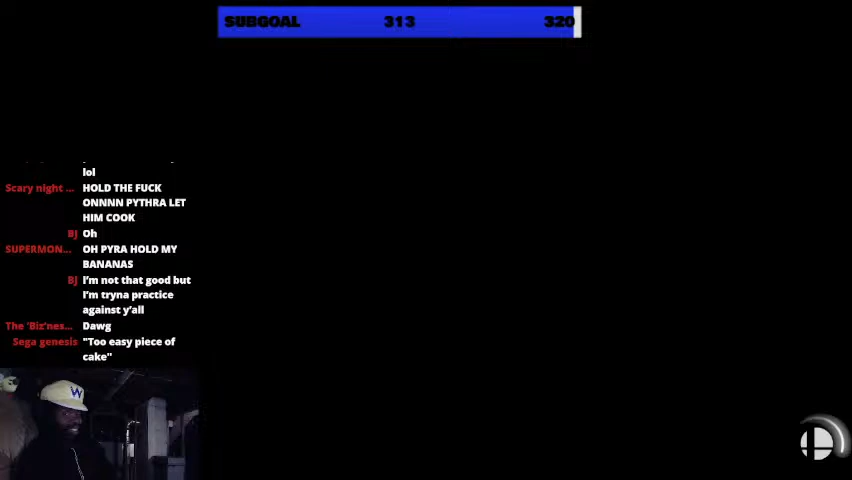 SUBGOAL 313 320
lol
Scary night ... HOLD THE FUCK
ONNNN PYTHRA LET
HIM COOK
BJ Oh
SUPERMON... OH PYRA HOLD MY
BANANAS
BJ I'm not that good but
I'm tryna practice
against y'all
The 'Biz'nes... Dawg
Sega genesis "Too easy piece of
cake"
W